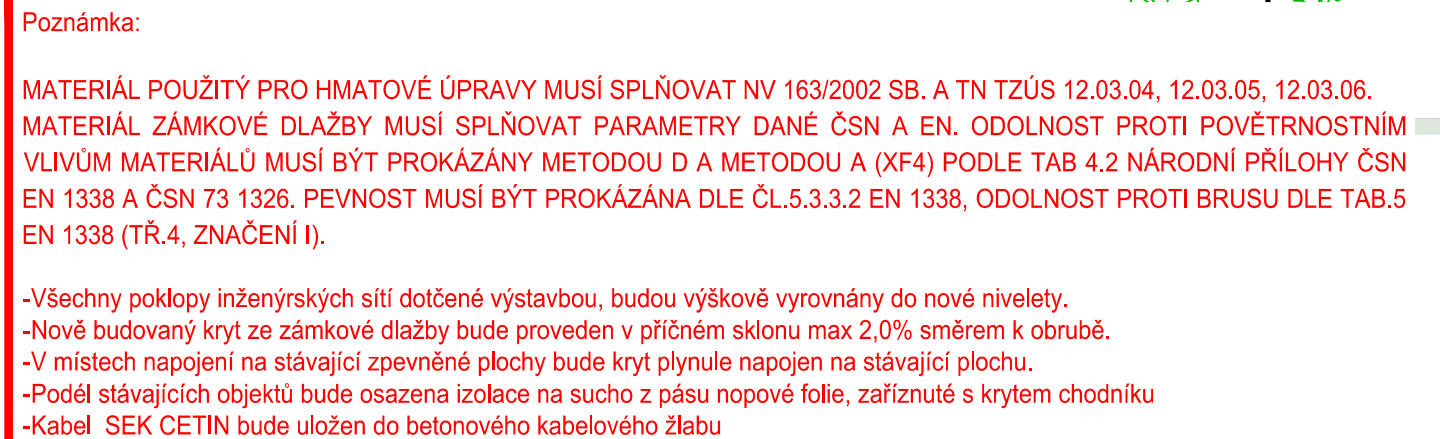 Poznámka:
MATERIÁL POUŽITÝ PRO HMATOVÉ ÚPRAVY MUSÍ SPLŇOVAT NV 163/2002 SB. A TN TZÚS 12.03.04, 12.03.05, 12.03.06.
MATERIÁL ZÁMKOVÉ DLAŽBY MUSÍ SPLŇOVAT PARAMETRY DANÉ ČSN A EN. ODOLNOST PROTI POVĚTRNOSTNÍM
VLIVŮM MATERIÁLŮ MUSÍ BÝT PROKÁZÁNY METODOU D A METODOU A (XF4) PODLE TAB 4.2 NÁRODNÍ PŘÍLOHY ČSN
EN 1338 A ČSN 73 1326. PEVNOST MUSÍ BÝT PROKÁZÁNA DLE ČL.5.3.3.2 EN 1338, ODOLNOST PROTI BRUSU DLE TAB.5
EN 1338 (TŘ.4, ZNAČENÍ I).
-Všechny poklopy inženýrských sítí dotčené výstavbou, budou výškově vyrovnány do nové nivelety.
-Nově budovaný kryt ze zámkové dlažby bude proveden v příčném sklonu max 2,0% směrem k obrubě.
-V místech napojení na stávající zpevněné plochy bude kryt plynule napojen na stávající plochu.
-Podél stávajících objektů bude osazena izolace na sucho z pásu nopové folie, zaříznuté s krytem chodníku
-Kabel  SEK CETIN bude uložen do betonového kabelového žlabu